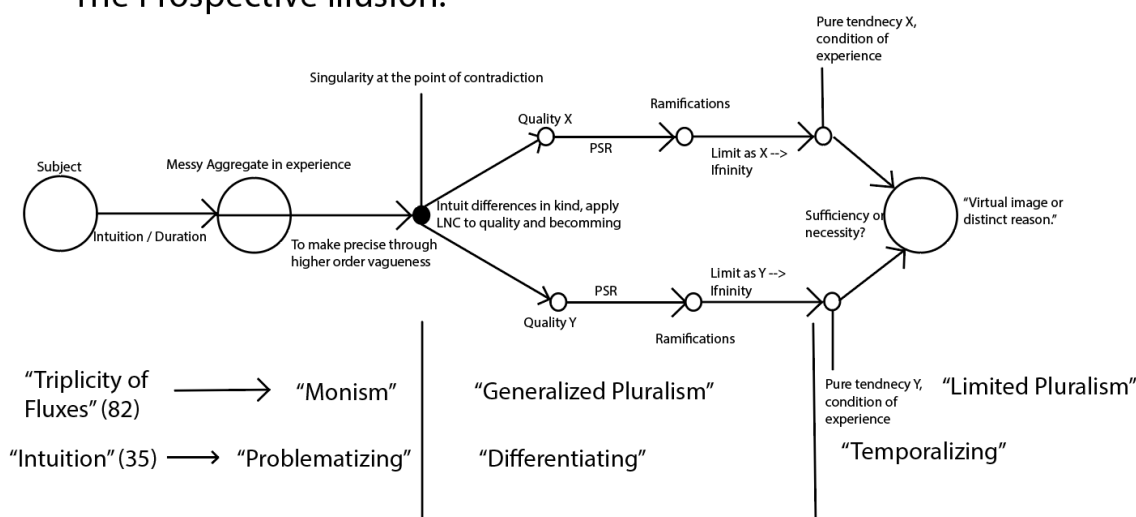 The Prospective Illusion.
Pure tendnecy X,
condition of
experience
Singularity at the point of contradiction
Quality X
Ramifications
PSR
Limit as X -->
Ifninity
Subject
Messy Aggregate in experience
Intuition / Duration
To make precise through
higher order vagueness
Intuit differences in kind, apply
LNC to quality and becomming
Sufficiency or
necessity?
"Virtual image or
distinct reason."
Quality Y
PSR
Limit as Y -->
Ifninity
Ramifications
Pure tendnecy Y,
condition of
experience
"Triplicity of
Fluxes" (82)
"Monism"
"Generalized Pluralism"
"Limited Pluralism"
"Intuition" (35)
"Problematizing"
"Differentiating"
"Temporalizing"